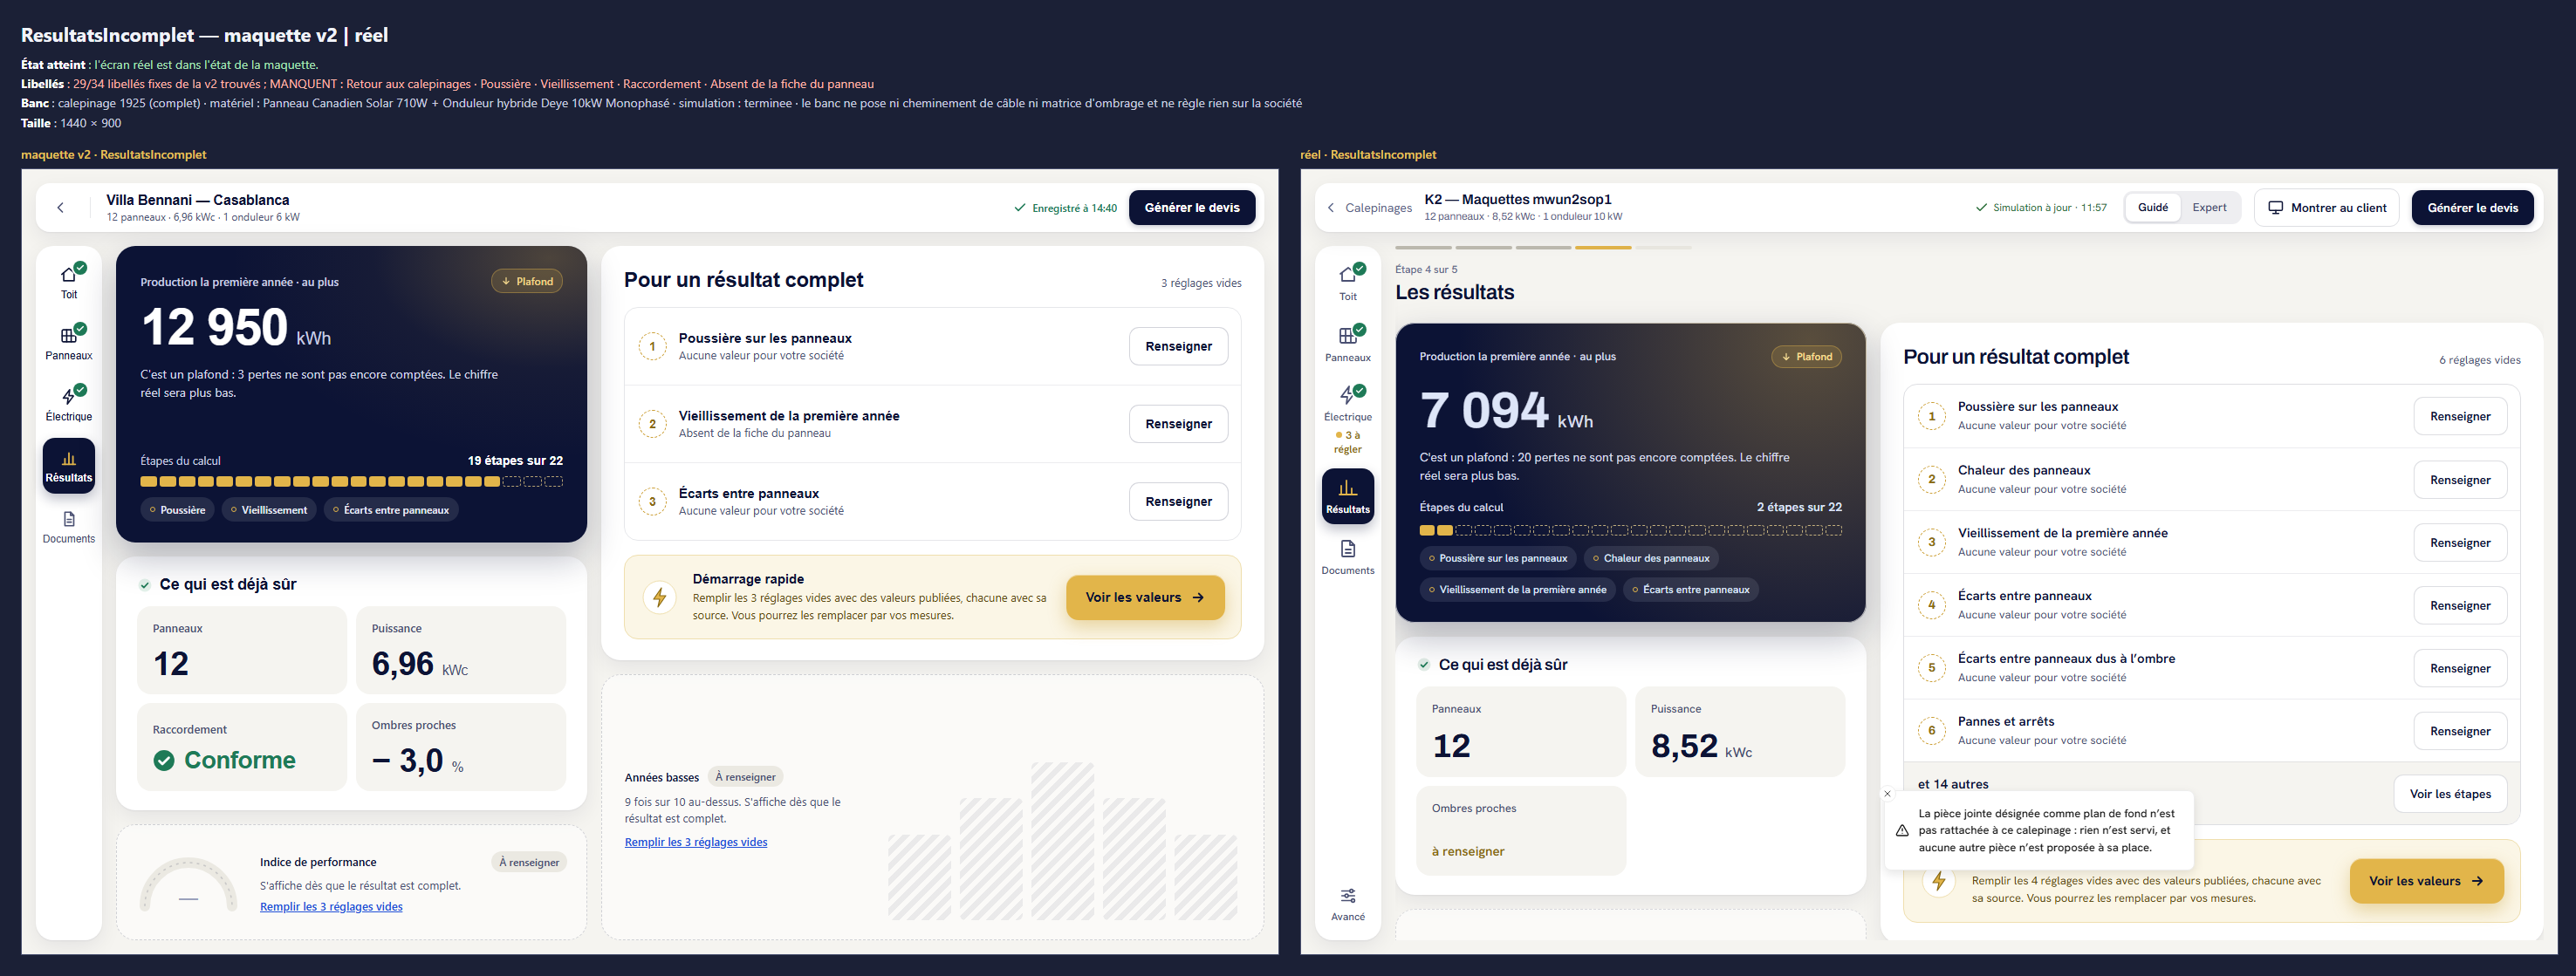 ResultatsIncomplet — maquette v2 | réel
État atteint : l'écran réel est dans l'état de la maquette.
Libellés : 29/34 libellés fixes de la v2 trouvés ; MANQUENT : Retour aux calepinages · Poussière · Vieillissement · Raccordement · Absent de la fiche du panneau
Banc : calepinage 1925 (complet) · matériel : Panneau Canadien Solar 710W + Onduleur hybride Deye 10kW Monophasé · simulation : terminee · le banc ne pose ni cheminement de câble ni matrice d'ombrage et ne règle rien sur la société
Taille : 1440 × 900
maquette v2 · ResultatsIncomplet
Villa Bennani — Casablanca
12 panneaux · 6,96 kWc · 1 onduleur 6 kW
Enregistré à 14:40
Générer le devis
Toit
Panneaux
Électrique
Résultats
Documents
Production la première année · au plus
Plafond
12 950 kWh
C'est un plafond : 3 pertes ne sont pas encore comptées. Le chiffre
réel sera plus bas.
Étapes du calcul
19 étapes sur 22
Poussière
Vieillissement
Écarts entre panneaux
Ce qui est déjà sûr
Panneaux
12
Puissance
6,96 kWc
Raccordement
Conforme
Ombres proches
− 3,0 %
Indice de performance
À renseigner
S'affiche dès que le résultat est complet.
Remplir les 3 réglages vides
Pour un résultat complet
3 réglages vides
1
Poussière sur les panneaux
Aucune valeur pour votre société
Renseigner
2
Vieillissement de la première année
Absent de la fiche du panneau
Renseigner
3
Écarts entre panneaux
Aucune valeur pour votre société
Renseigner
Démarrage rapide
Remplir les 3 réglages vides avec des valeurs publiées, chacune avec sa
source. Vous pourrez les remplacer par vos mesures.
Voir les valeurs
Années basses
À renseigner
9 fois sur 10 au-dessus. S'affiche dès que le
résultat est complet.
Remplir les 3 réglages vides
réel · ResultatsIncomplet
Calepinages
K2 — Maquettes mwun2sop1
12 panneaux · 8,52 kWc · 1 onduleur 10 kW
Simulation à jour · 11:57
Guidé
Expert
Montrer au client
Générer le devis
Toit
Panneaux
Électrique
3 à
régler
Résultats
Documents
Avancé
Étape 4 sur 5
Les résultats
Production la première année · au plus
Plafond
7 094 kWh
C'est un plafond : 20 pertes ne sont pas encore comptées. Le chiffre
réel sera plus bas.
Étapes du calcul
2 étapes sur 22
Poussière sur les panneaux
Chaleur des panneaux
Vieillissement de la première année
Écarts entre panneaux
Ce qui est déjà sûr
Panneaux
12
Puissance
8,52 kWc
Ombres proches
à renseigner
Pour un résultat complet
6 réglages vides
1
Poussière sur les panneaux
Aucune valeur pour votre société
Renseigner
2
Chaleur des panneaux
Aucune valeur pour votre société
Renseigner
3
Vieillissement de la première année
Aucune valeur pour votre société
Renseigner
4
Écarts entre panneaux
Aucune valeur pour votre société
Renseigner
5
Écarts entre panneaux dus à l’ombre
Aucune valeur pour votre société
Renseigner
6
Pannes et arrêts
Aucune valeur pour votre société
Renseigner
et 14 autres
Voir les étapes
La pièce jointe désignée comme plan de fond n’est
pas rattachée à ce calepinage : rien n’est servi, et
aucune autre pièce n’est proposée à sa place.
Remplir les 4 réglages vides avec des valeurs publiées, chacune avec
sa source. Vous pourrez les remplacer par vos mesures.
Voir les valeurs